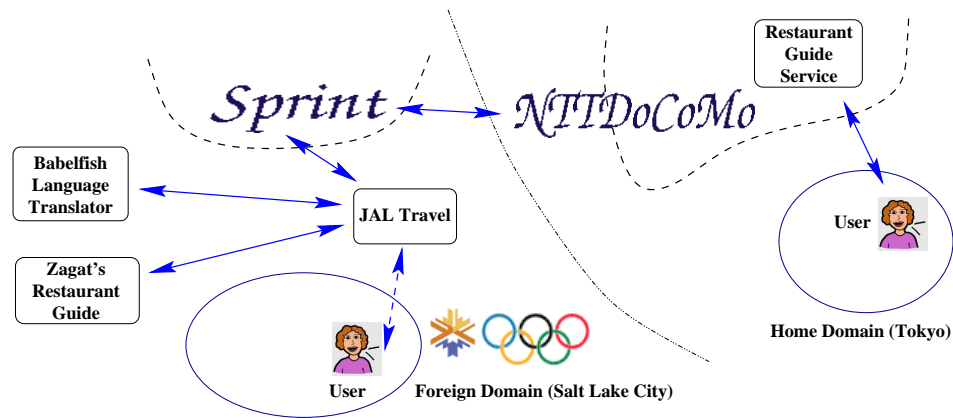 Restaurant
Guide
Service
Sprint
NTTDoCoMo
Babelfish
Language
Translator
JAL Travel
User
Zagat's
Restaurant
Guide
Home Domain (Tokyo)
User
Foreign Domain (Salt Lake City)